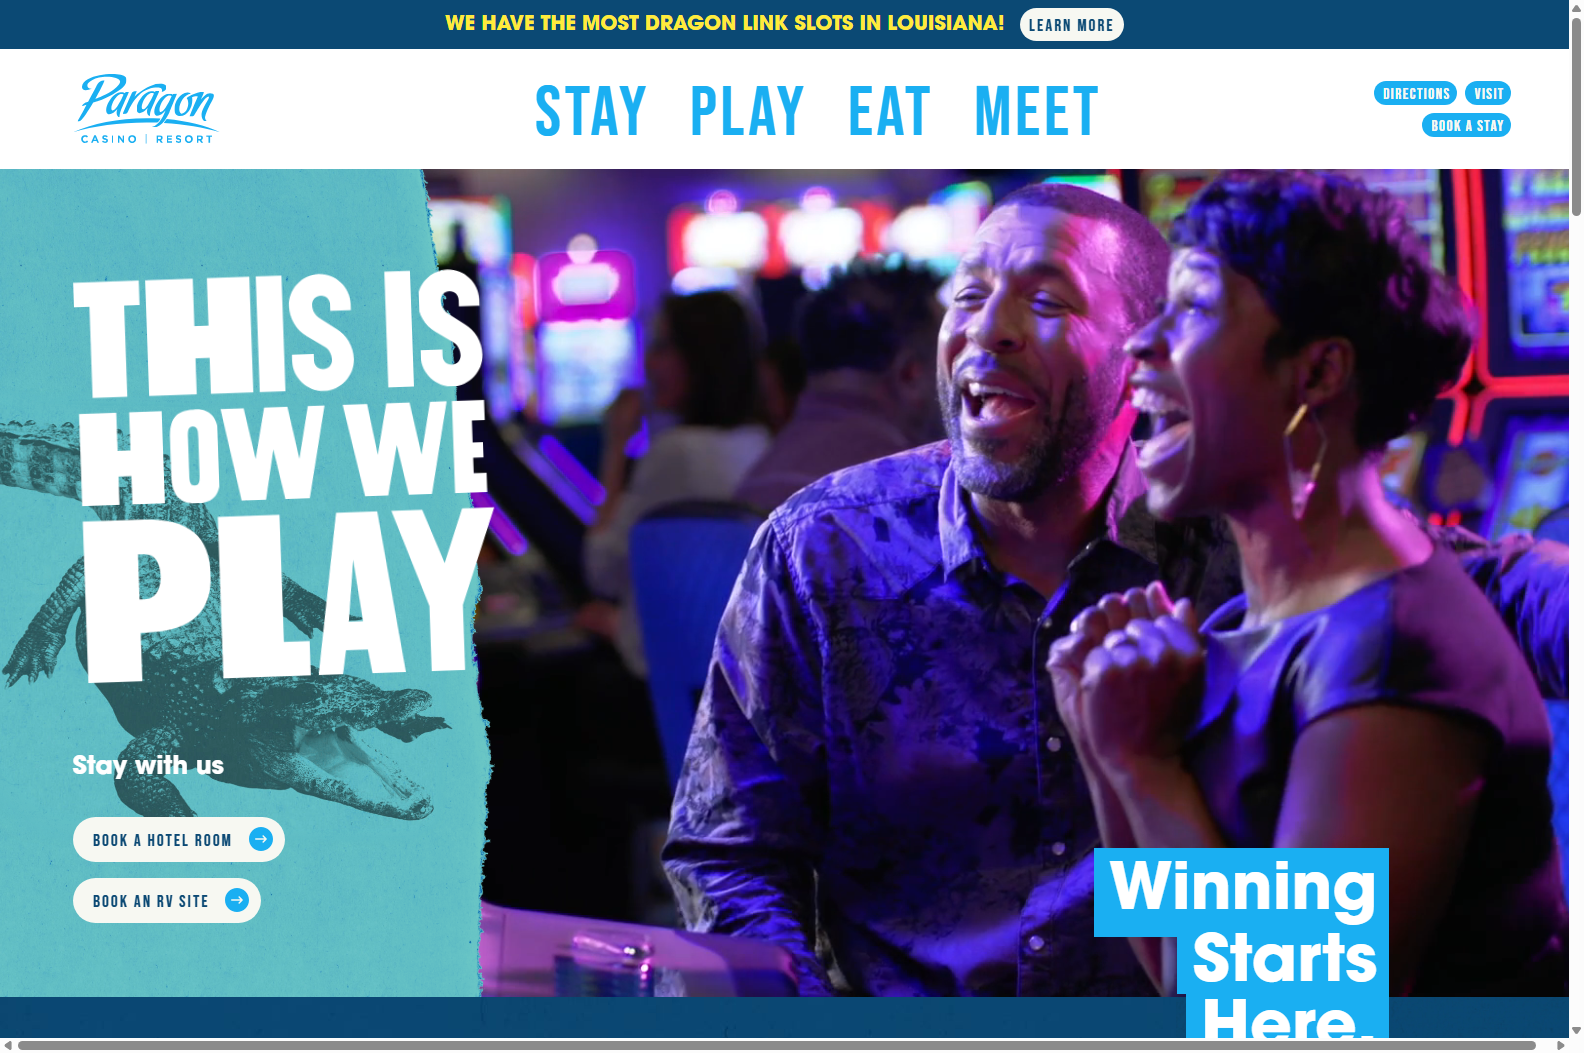 WE HAVE THE MOST DRAGON LINK SLOTS IN LOUISIANA! LEARN MORE
Paragon
CASINO | RESORT
STAY PLAY EAT MEET
DIRECTIONS VISIT
BOOK A STAY
THIS IS
HOW WE
PLAY
Stay with us
BOOK A HOTEL ROOM
BOOK AN RV SITE
Winning
Starts
Here.